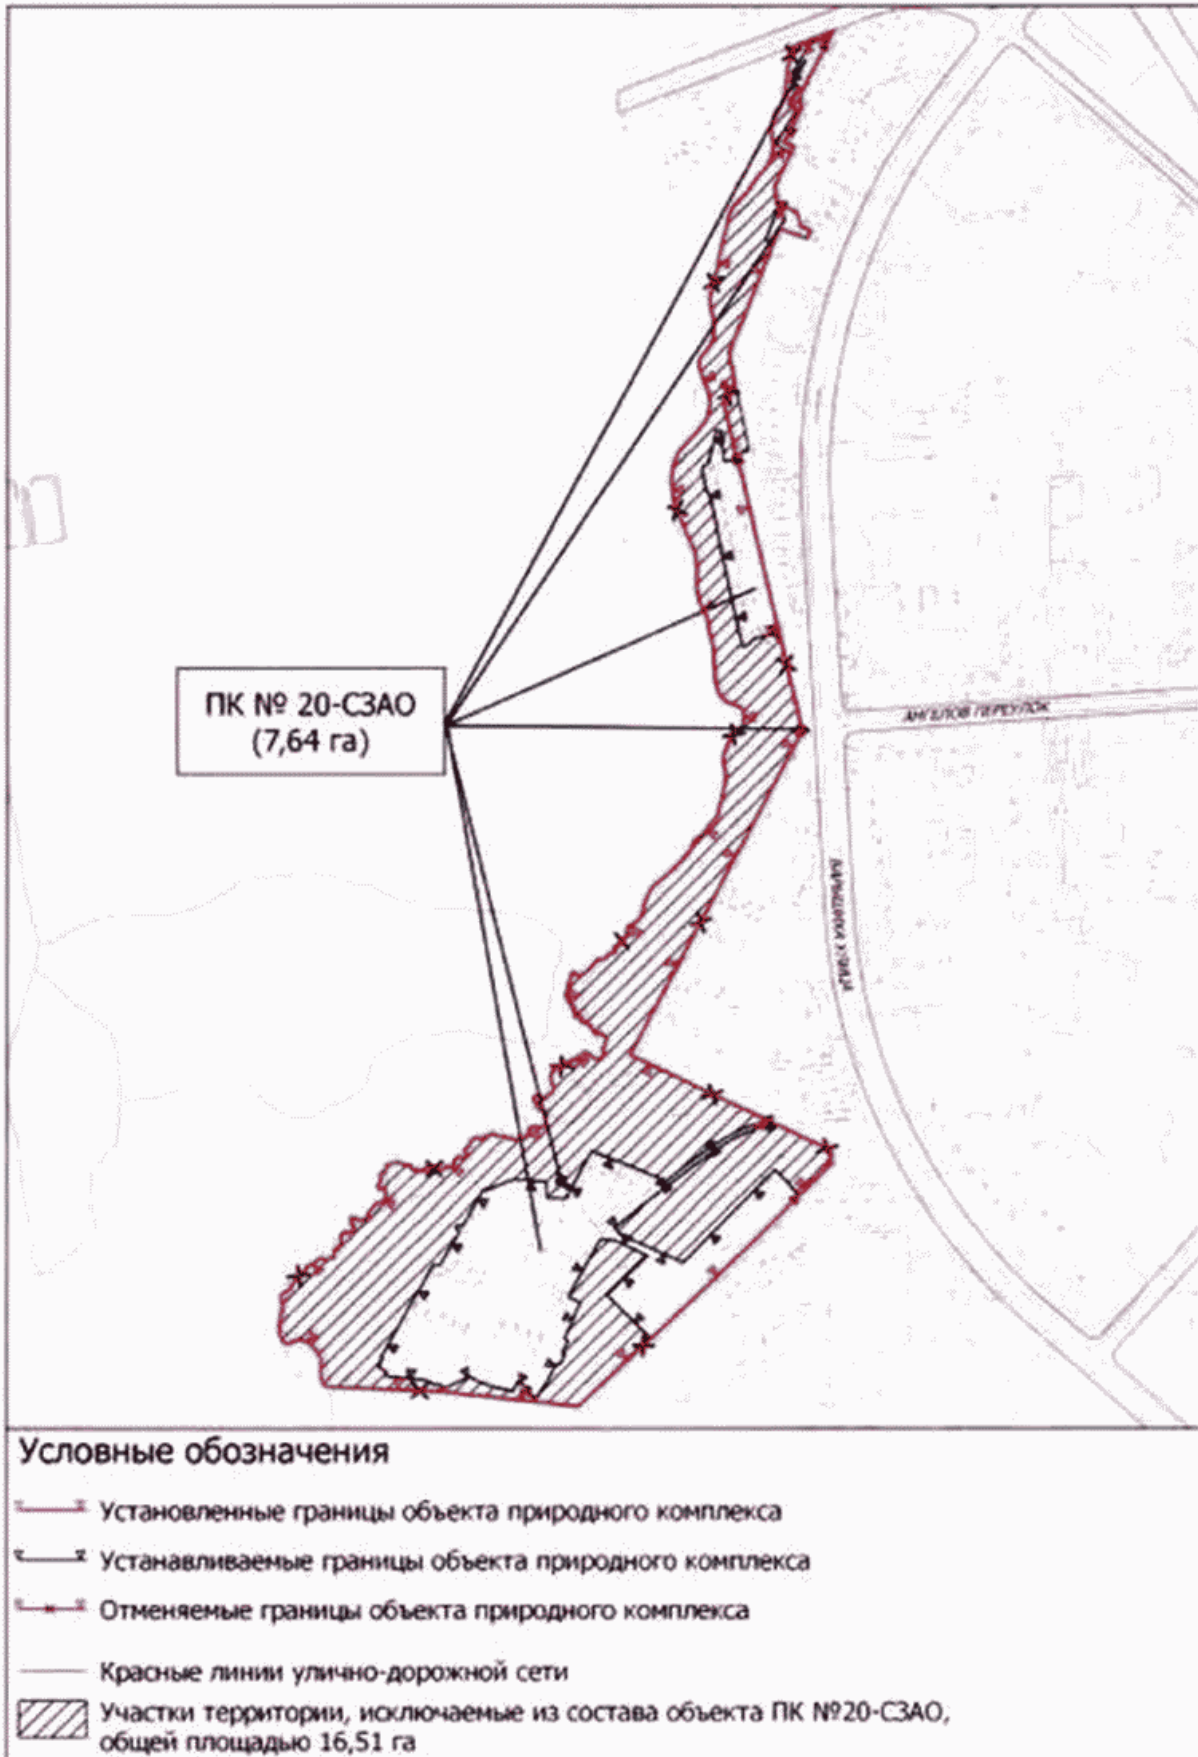 ПК № 20-СЗАО
(7,64 га)
АНГЕЛОВ ПЕРЕУЛОК
Условные обозначения
Установленные границы объекта природного комплекса
Устанавливаемые границы объекта природного комплекса
Отменяемые границы объекта природного комплекса
Красные линии улично-дорожной сети
Участки территории, исключаемые из состава объекта ПК №20-СЗАО,
общей площадью 16,51 га